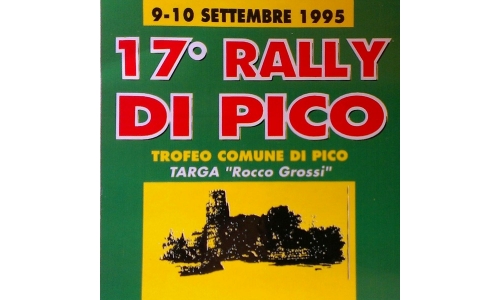 9-10 SETTEMBRE 1995
17° RALLY
DI PICO
TROFEO COMUNE DI PICO
TARGA "Rocco Grossi"